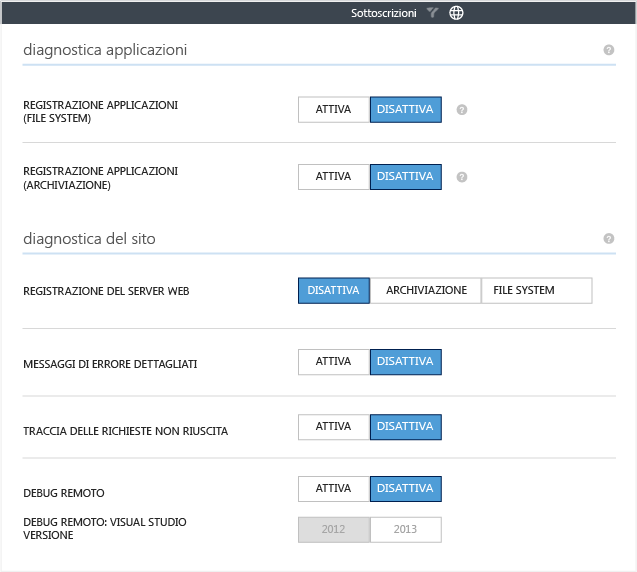 Sottoscrizioni
diagnostica applicazioni ?
REGISTRAZIONE APPLICAZIONI
(FILE SYSTEM)
ATTIVA DISATTIVA ?
REGISTRAZIONE APPLICAZIONI
(ARCHIVIAZIONE)
ATTIVA DISATTIVA ?
diagnostica del sito ?
REGISTRAZIONE DEL SERVER WEB DISATTIVA ARCHIVIAZIONE FILE SYSTEM
MESSAGGI DI ERRORE DETTAGLIATI ATTIVA DISATTIVA
TRACCIA DELLE RICHIESTE NON RIUSCITA ATTIVA DISATTIVA
DEBUG REMOTO ATTIVA DISATTIVA
DEBUG REMOTO: VISUAL STUDIO
VERSIONE
2012 2013